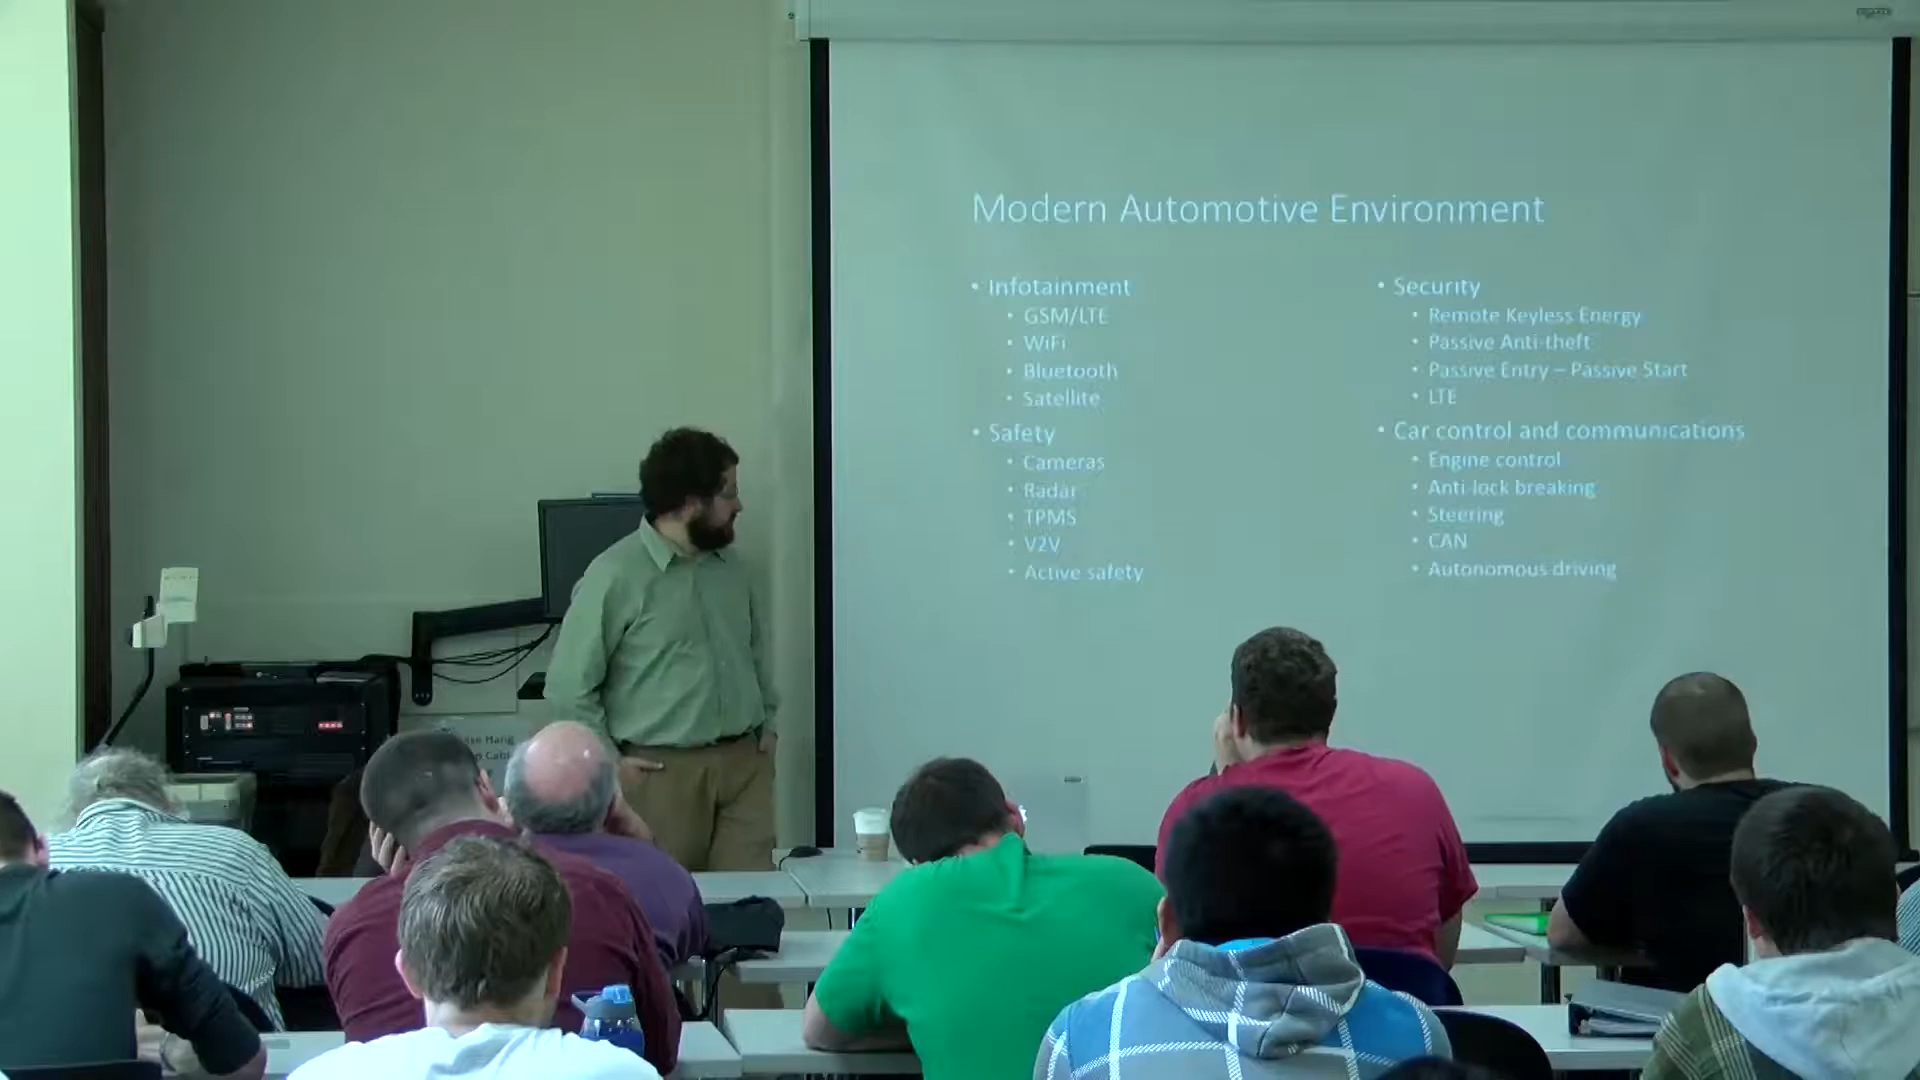 Modern Automotive Environment
• Infotainment
• GSM/LTE
• WiFi
• Bluetooth
• Satellite
• Safety
• Cameras
• Radar
• TPMS
• V2V
• Active safety
• Security
• Remote Keyless Energy
• Passive Anti-theft
• Passive Entry – Passive Start
• LTE
• Car control and communications
• Engine control
• Anti-lock breaking
• Steering
• CAN
• Autonomous driving
Hang